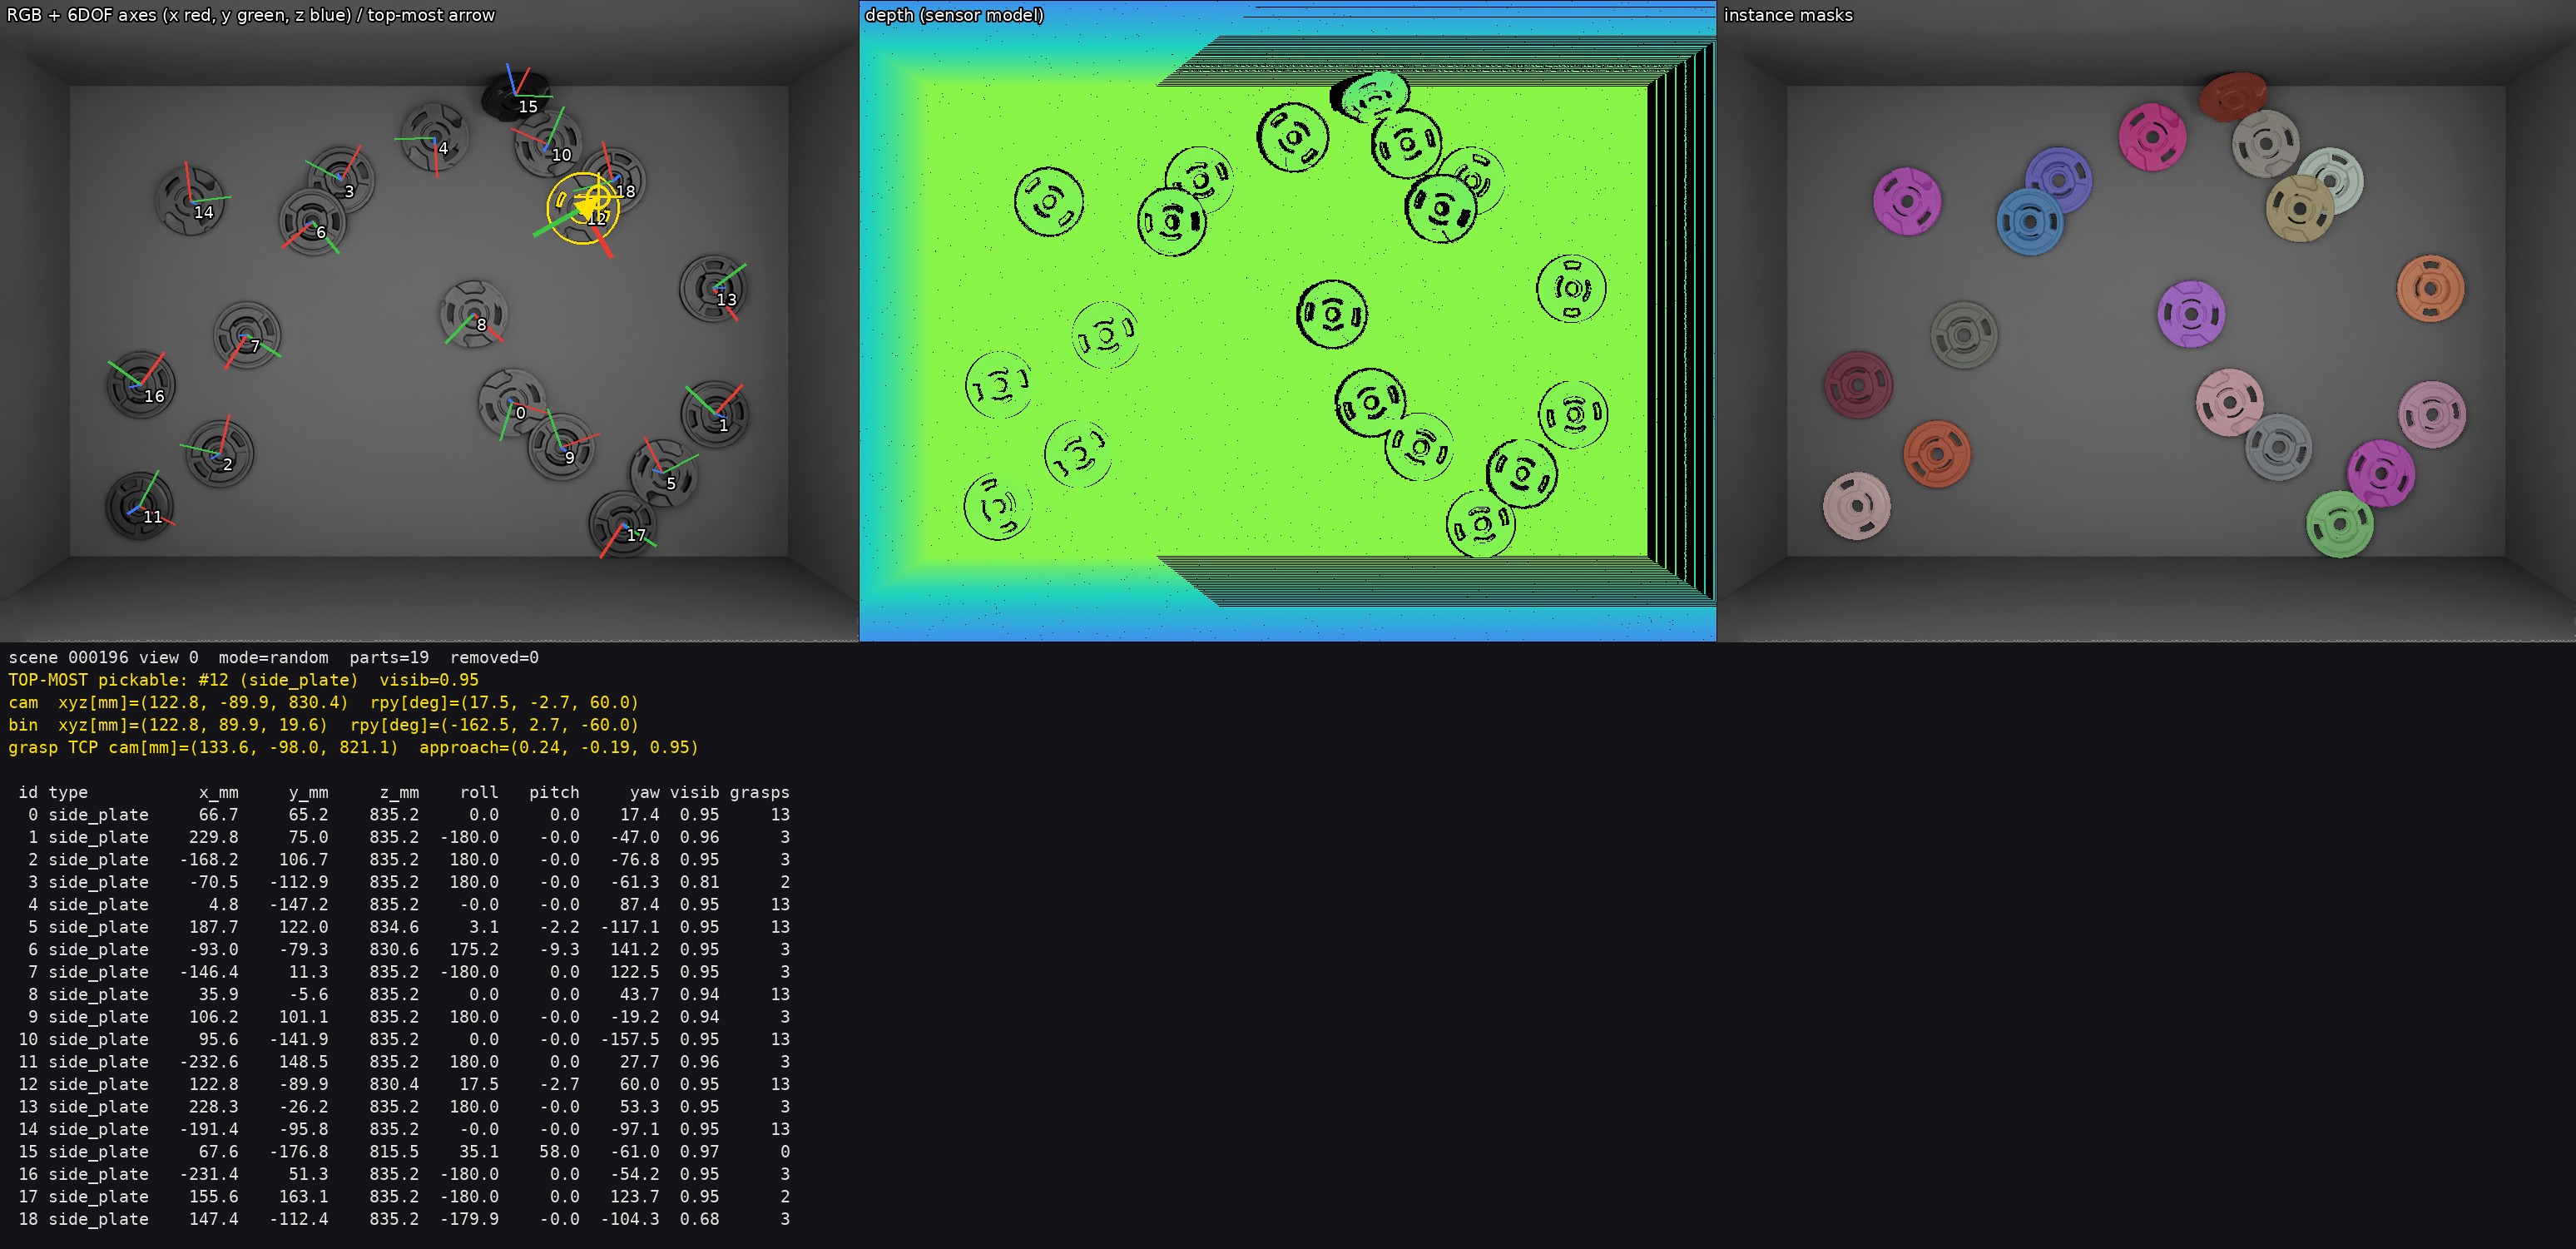 RGB + 6DOF axes (x red, y green, z blue) / top-most arrow
depth (sensor model)
instance masks
15
4
10
3
18
14
12
6
13
8
7
16
0
1
9
2
5
11
17
scene 000196 view 0  mode=random  parts=19  removed=0
TOP-MOST pickable: #12 (side_plate)  visib=0.95
cam  xyz[mm]=(122.8, -89.9, 830.4)  rpy[deg]=(17.5, -2.7, 60.0)
bin  xyz[mm]=(122.8, 89.9, 19.6)  rpy[deg]=(-162.5, 2.7, -60.0)
grasp TCP cam[mm]=(133.6, -98.0, 821.1)  approach=(0.24, -0.19, 0.95)
id type x_mm y_mm z_mm roll pitch yaw visib grasps
0 side_plate 66.7 65.2 835.2 0.0 0.0 17.4 0.95 13
1 side_plate 229.8 75.0 835.2 -180.0 -0.0 -47.0 0.96 3
2 side_plate -168.2 106.7 835.2 180.0 -0.0 -76.8 0.95 3
3 side_plate -70.5 -112.9 835.2 180.0 -0.0 -61.3 0.81 2
4 side_plate 4.8 -147.2 835.2 -0.0 -0.0 87.4 0.95 13
5 side_plate 187.7 122.0 834.6 3.1 -2.2 -117.1 0.95 13
6 side_plate -93.0 -79.3 830.6 175.2 -9.3 141.2 0.95 3
7 side_plate -146.4 11.3 835.2 -180.0 0.0 122.5 0.95 3
8 side_plate 35.9 -5.6 835.2 0.0 0.0 43.7 0.94 13
9 side_plate 106.2 101.1 835.2 180.0 -0.0 -19.2 0.94 3
10 side_plate 95.6 -141.9 835.2 0.0 -0.0 -157.5 0.95 13
11 side_plate -232.6 148.5 835.2 180.0 0.0 27.7 0.96 3
12 side_plate 122.8 -89.9 830.4 17.5 -2.7 60.0 0.95 13
13 side_plate 228.3 -26.2 835.2 180.0 -0.0 53.3 0.95 3
14 side_plate -191.4 -95.8 835.2 -0.0 -0.0 -97.1 0.95 13
15 side_plate 67.6 -176.8 815.5 35.1 58.0 -61.0 0.97 0
16 side_plate -231.4 51.3 835.2 -180.0 -0.0 -54.2 0.95 3
17 side_plate 155.6 163.1 835.2 -180.0 0.0 123.7 0.95 2
18 side_plate 147.4 -112.4 835.2 -179.9 -0.0 -104.3 0.68 3